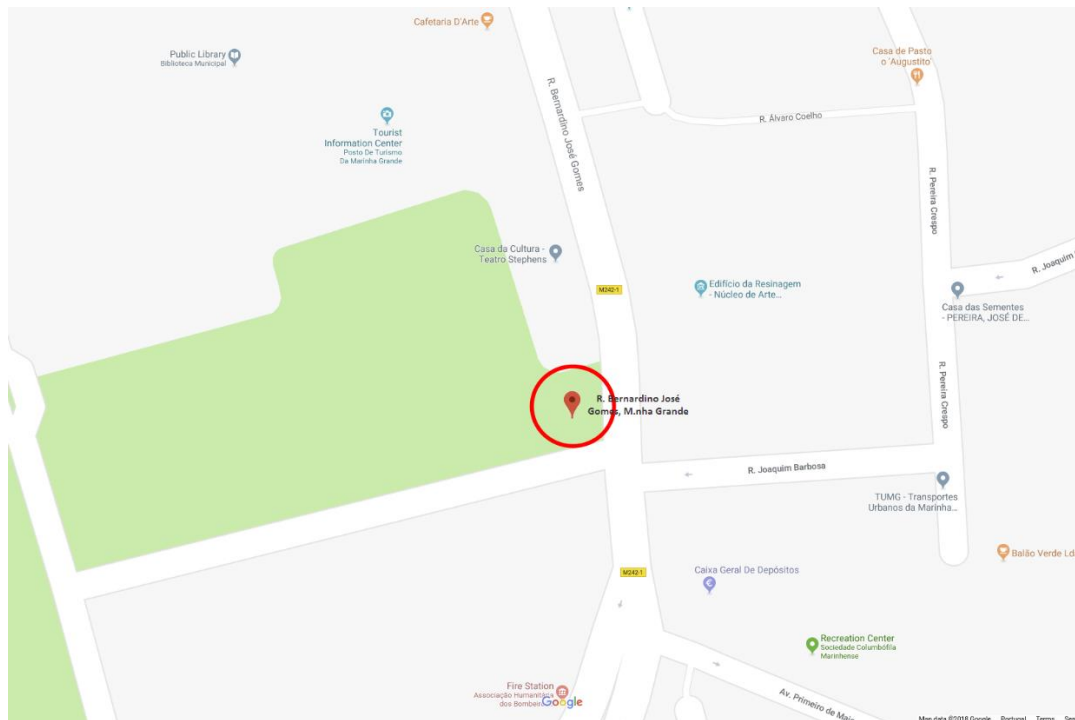 Cafetaria D'Arte
Public Library
Biblioteca Municipal
Casa de Pasto
o 'Augustito'
Tourist
Information Center
Posto De Turismo
Da Marinha Grande
R. Bernardino José Gomes
R. Álvaro Coelho
R. Pereira Crespo
Casa da Cultura -
Teatro Stephens
R. Joaquim
M242-1
Edifício da Resinagem
- Núcleo de Arte...
Casa das Sementes
- PEREIRA, JOSÉ DE...
R. Pereira Crespo
R. Bernardino José
Gomes, M.nha Grande
R. Joaquim Barbosa
TUMG - Transportes
Urbanos da Marinha...
Balão Verde Ld
M242-1
Caixa Geral De Depósitos
€
Recreation Center
Sociedade Columbófila
Marinhense
Fire Station
Associação Humanitária
dos Bombei
Google
Av. Primeiro de Mai
Map data ©2018 Google Portugal Terms